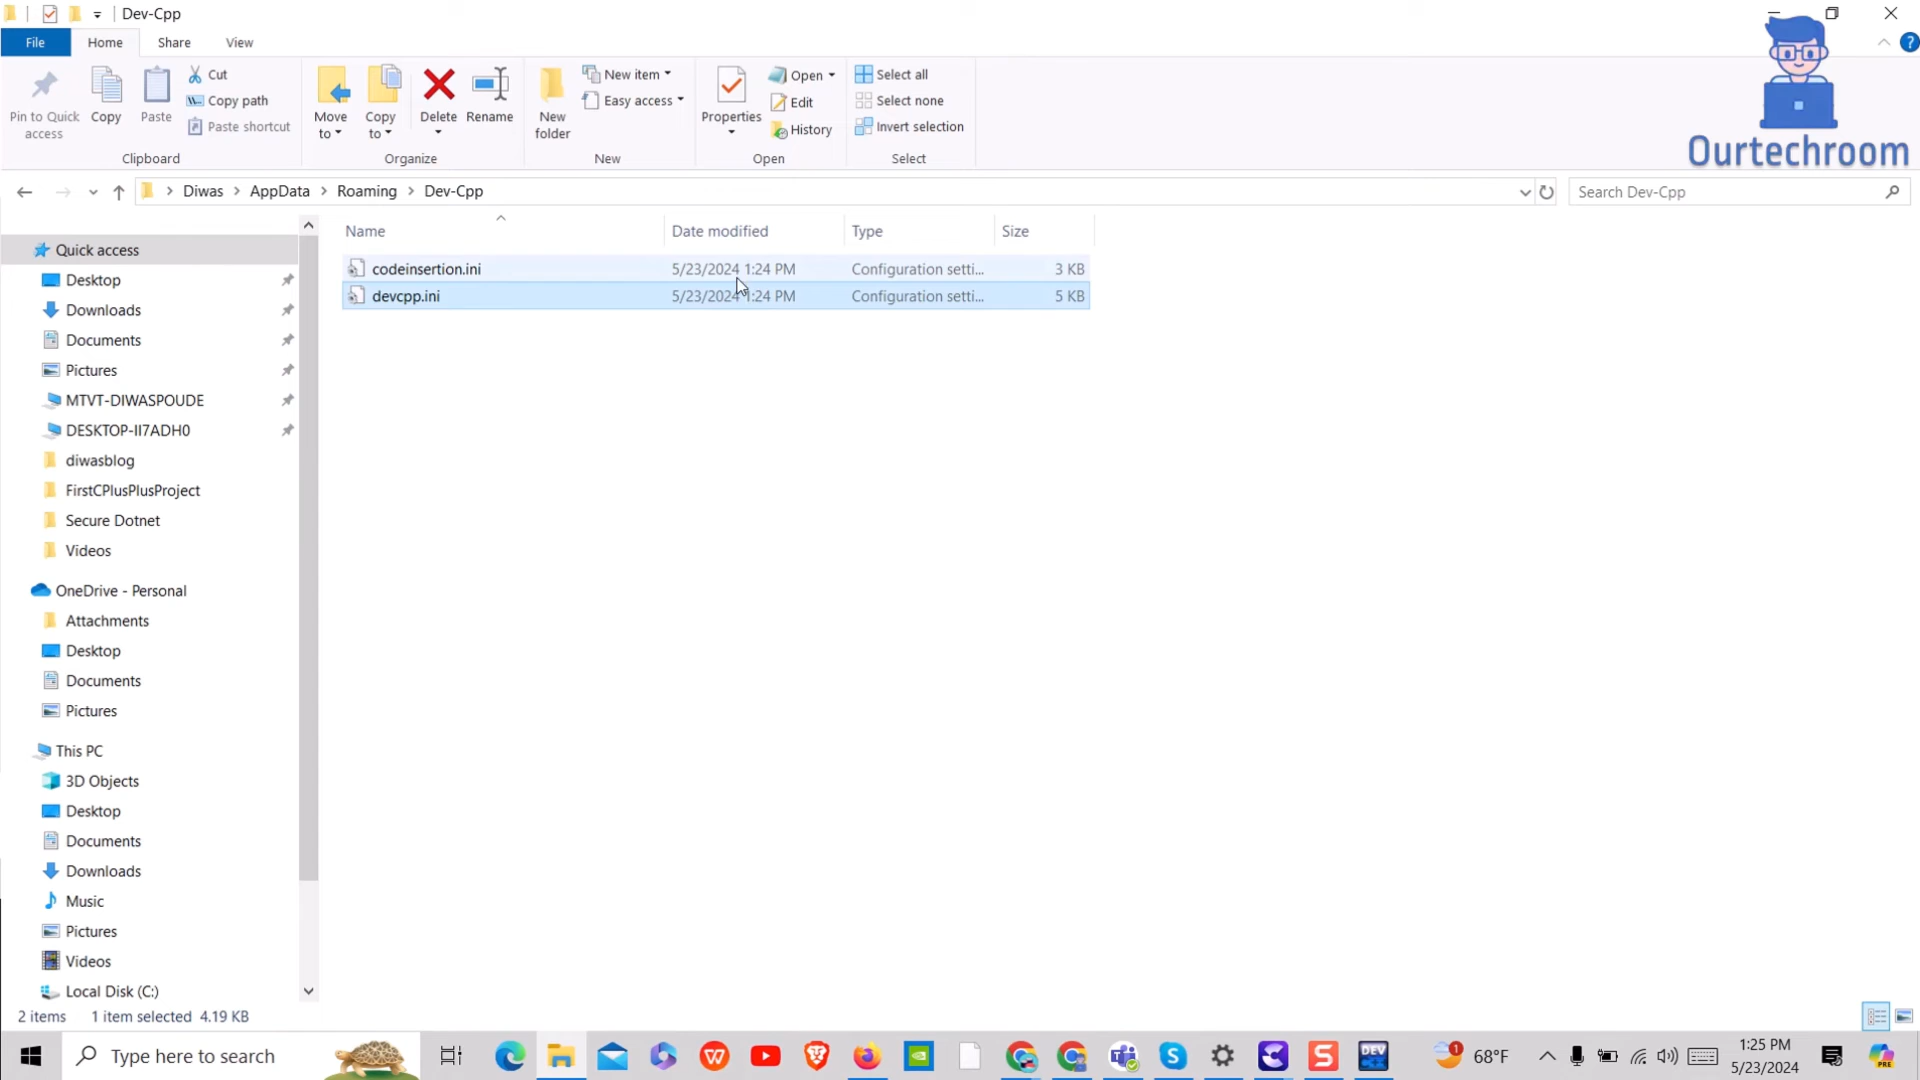 Dev-Cpp
File Home Share View
Pin to Quick access
Copy
Paste
Cut
Copy path
Paste shortcut
Clipboard
Move to
Copy to
Delete
Rename
Organize
New folder
New item
Easy access
New
Properties
Open
Edit
History
Open
Select all
Select none
Invert selection
Select
Ourtechroom
Diwas > AppData > Roaming > Dev-Cpp
Search Dev-Cpp
Name Date modified Type Size
codeinsertion.ini 5/23/2024 1:24 PM Configuration setti... 3 KB
devcpp.ini 5/23/2024 1:24 PM Configuration setti... 5 KB
Quick access
Desktop
Downloads
Documents
Pictures
MTVT-DIWASPOUDE
DESKTOP-II7ADH0
diwasblog
FirstCPlusPlusProject
Secure Dotnet
Videos
OneDrive - Personal
Attachments
Desktop
Documents
Pictures
This PC
3D Objects
Desktop
Documents
Downloads
Music
Pictures
Videos
Local Disk (C:)
2 items 1 item selected 4.19 KB
Type here to search
DEV
1
68°F
1:25 PM
5/23/2024
PRE